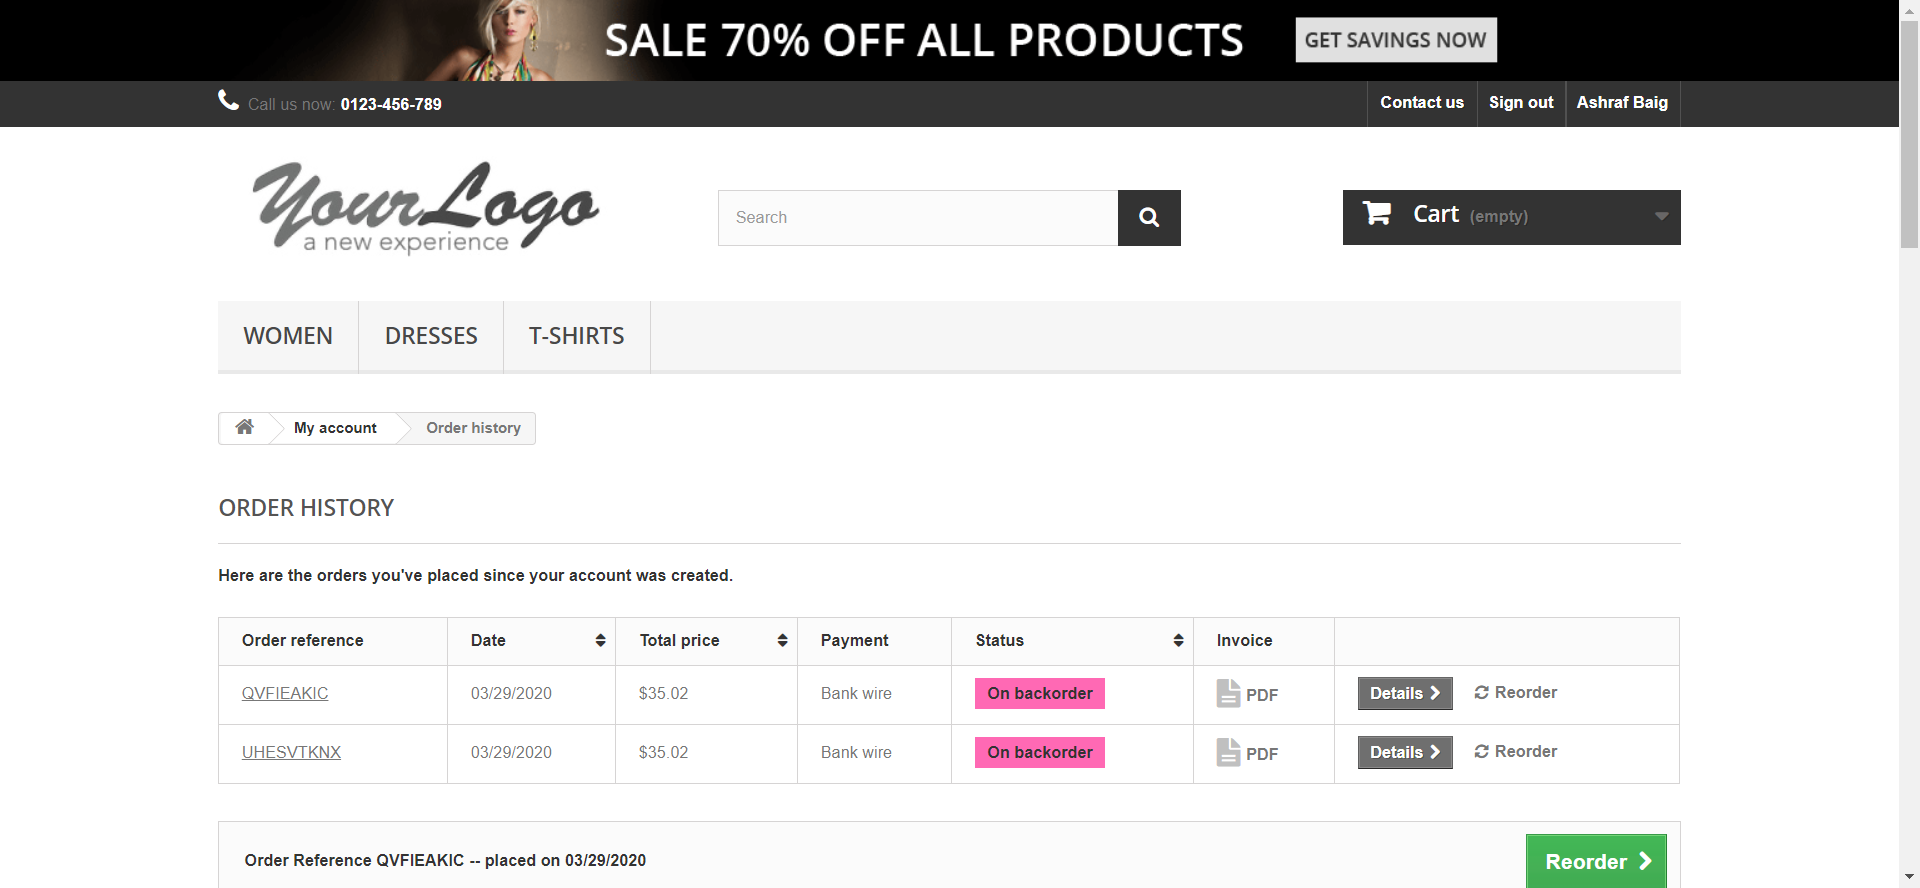 SALE 70% OFF ALL PRODUCTS GET SAVINGS NOW
Call us now: 0123-456-789 Contact us Sign out Ashraf Baig
YourLogo
a new experience
Search
Cart (empty)
WOMEN DRESSES T-SHIRTS
My account Order history
ORDER HISTORY
Here are the orders you've placed since your account was created.
Order reference Date Total price Payment Status Invoice
QVFIEAKIC 03/29/2020 $35.02 Bank wire On backorder PDF Details Reorder
UHESVTKNX 03/29/2020 $35.02 Bank wire On backorder PDF Details Reorder
Order Reference QVFIEAKIC -- placed on 03/29/2020 Reorder